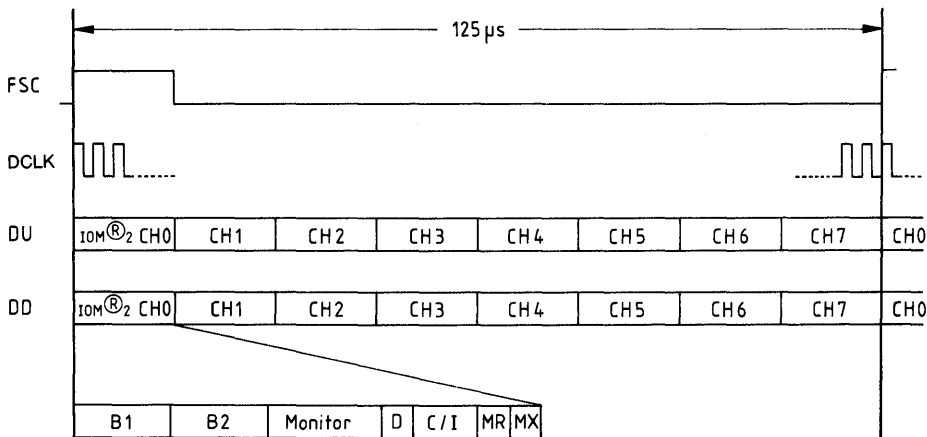 125 µs
FSC
DCLK
DU IOM®2 CH0 CH1 CH2 CH3 CH4 CH5 CH6 CH7 CH0
DD IOM®2 CH0 CH1 CH2 CH3 CH4 CH5 CH6 CH7 CH0
B1 B2 Monitor D C/I MR MX